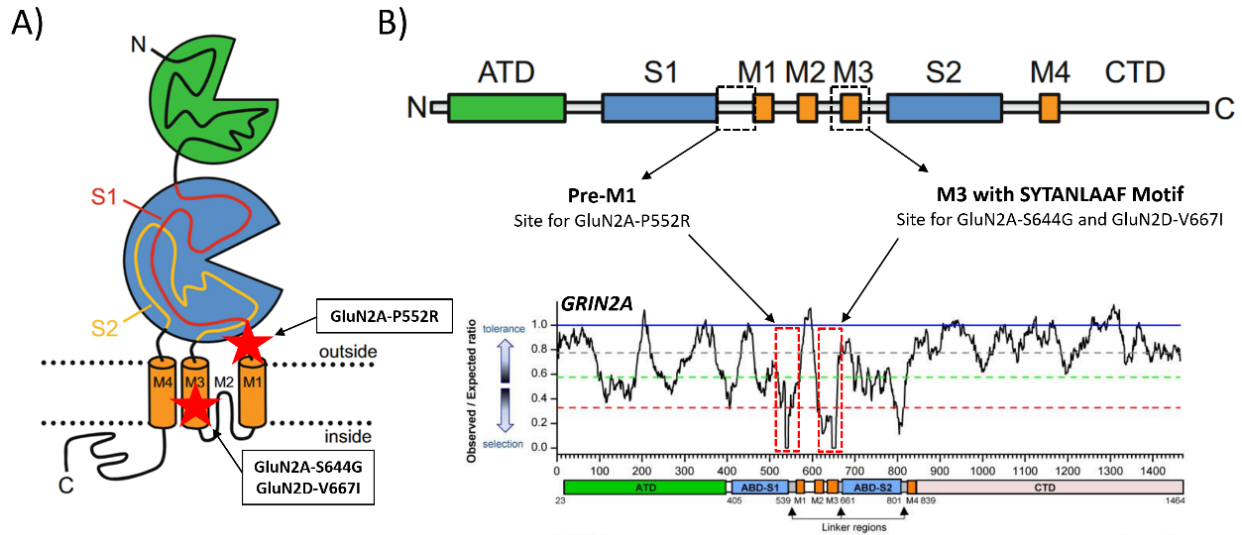 A)
N
S1
S2
GluN2A-P552R
outside
M4
M3
M2
M1
inside
C
GluN2A-S644G
GluN2D-V667I
B)
ATD S1 M1 M2 M3 S2 M4 CTD
N C
Pre-M1
Site for GluN2A-P552R
M3 with SYTANLAAF Motif
Site for GluN2A-S644G and GluN2D-V667I
GRIN2A
Observed / Expected ratio
tolerance
selection
1.0
0.8
0.6
0.4
0.2
0.0
0 100 200 300 400 500 600 700 800 900 1000 1100 1200 1300 1400
ATD ABD-S1 M1 M2 M3 ABD-S2 M4 CTD
23 405 539 661 801 839 1464
Linker regions